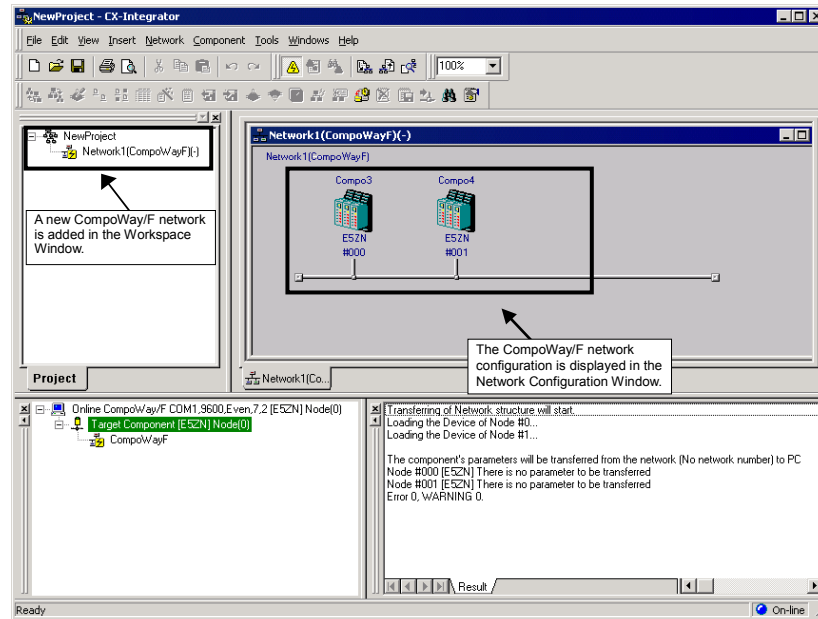 NewProject - CX-Integrator
File Edit View Insert Network Component Tools Windows Help
100%
NewProject
Network1(CompoWayF)(-)
A new CompoWay/F network
is added in the Workspace
Window.
Project
Network1(CompoWayF)(-)
Network1(CompoWayF)
Compo3 Compo4
E5ZN E5ZN
#000 #001
The CompoWay/F network
configuration is displayed in the
Network Configuration Window.
Network1(Co...
Online CompoWay/F COM1,9600,Even,7,2 [E5ZN] Node(0)
Target Component [E5ZN] Node(0)
CompoWayF
Transferring of Network structure will start.
Loading the Device of Node #0...
Loading the Device of Node #1...
The component's parameters will be transferred from the network (No network number) to PC
Node #000 [E5ZN] There is no parameter to be transferred
Node #001 [E5ZN] There is no parameter to be transferred
Error 0, WARNING 0.
Result
Ready
On-line